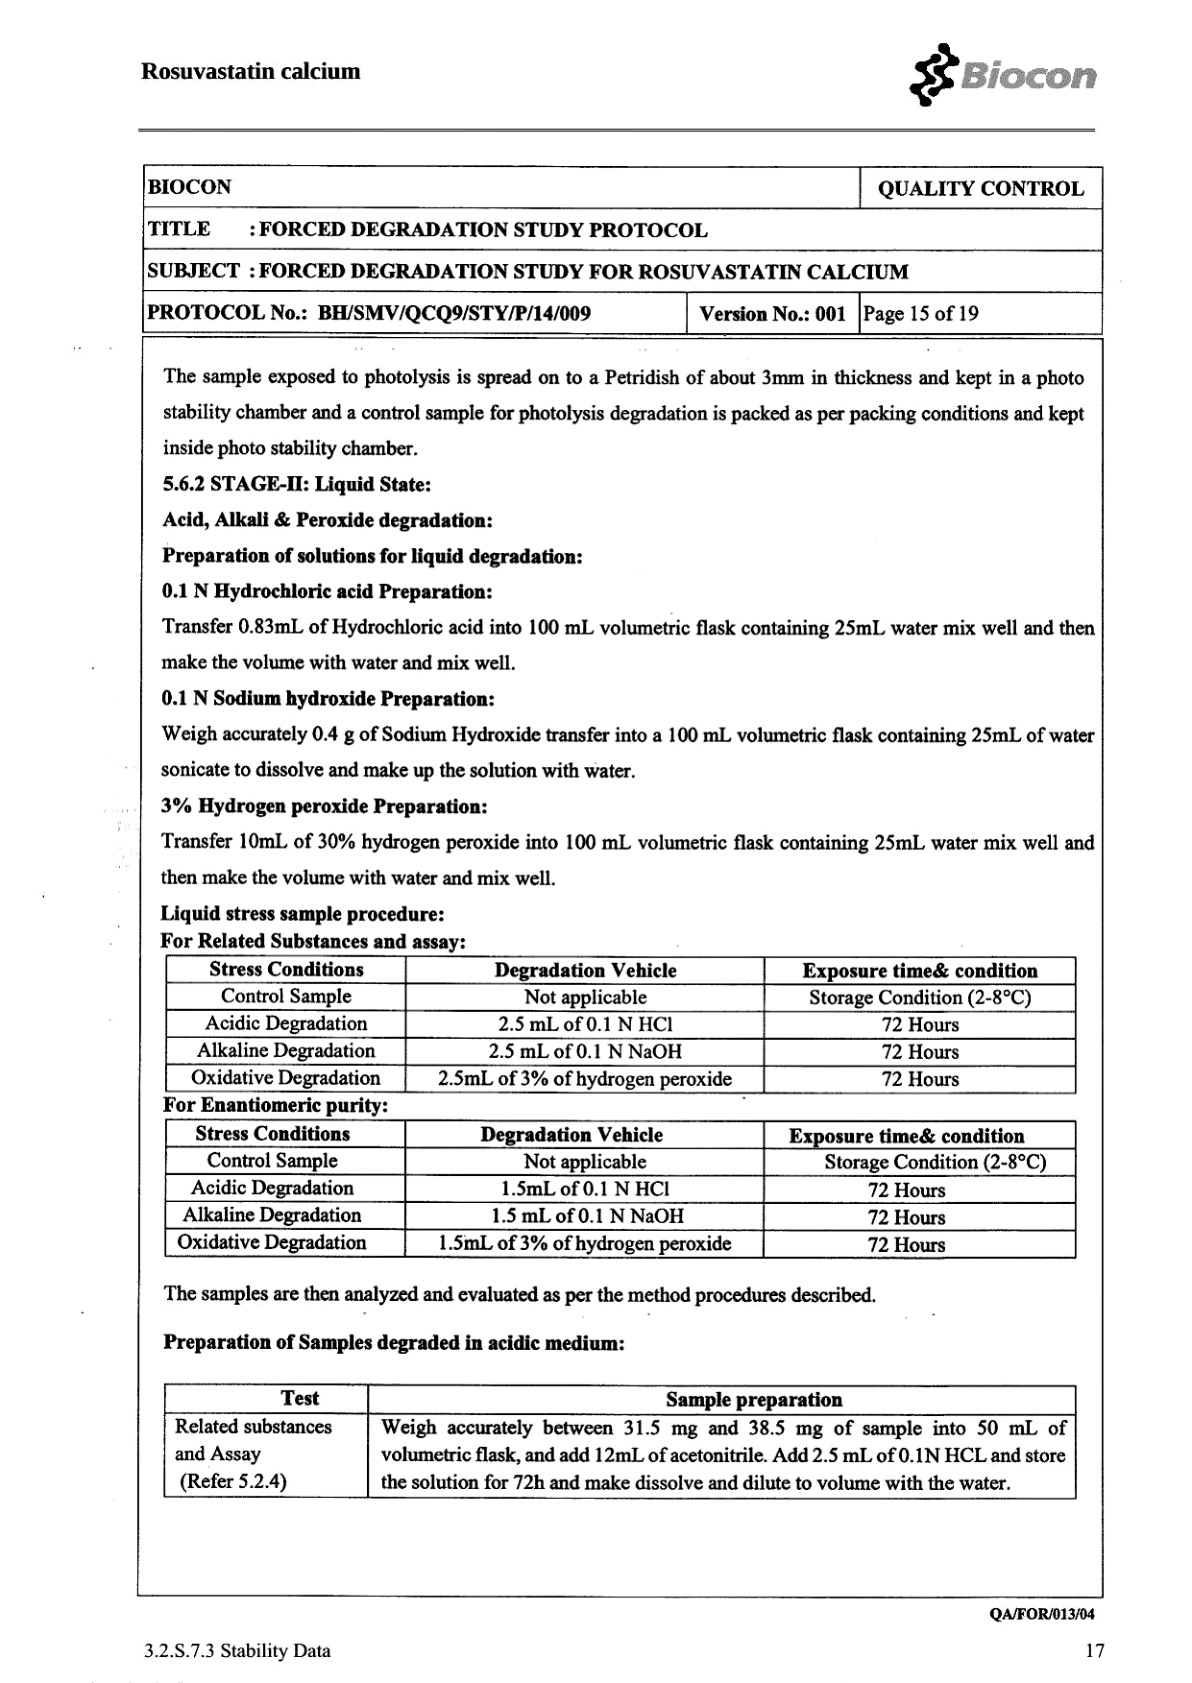 Rosuvastatin calcium
Biocon
BIOCON
QUALITY CONTROL
TITLE : FORCED DEGRADATION STUDY PROTOCOL
SUBJECT : FORCED DEGRADATION STUDY FOR ROSUVASTATIN CALCIUM
PROTOCOL No.: BH/SMV/QCQ9/STY/P/14/009
Version No.: 001
Page 15 of 19
The sample exposed to photolysis is spread on to a Petridish of about 3mm in thickness and kept in a photo
stability chamber and a control sample for photolysis degradation is packed as per packing conditions and kept
inside photo stability chamber.
5.6.2 STAGE-II: Liquid State:
Acid, Alkali & Peroxide degradation:
Preparation of solutions for liquid degradation:
0.1 N Hydrochloric acid Preparation:
Transfer 0.83mL of Hydrochloric acid into 100 mL volumetric flask containing 25mL water mix well and then
make the volume with water and mix well.
0.1 N Sodium hydroxide Preparation:
Weigh accurately 0.4 g of Sodium Hydroxide transfer into a 100 mL volumetric flask containing 25mL of water
sonicate to dissolve and make up the solution with water.
3% Hydrogen peroxide Preparation:
Transfer 10mL of 30% hydrogen peroxide into 100 mL volumetric flask containing 25mL water mix well and
then make the volume with water and mix well.
Liquid stress sample procedure:
For Related Substances and assay:
Stress Conditions Degradation Vehicle Exposure time& condition
Control Sample Not applicable Storage Condition (2-8°C)
Acidic Degradation 2.5 mL of 0.1 N HCl 72 Hours
Alkaline Degradation 2.5 mL of 0.1 N NaOH 72 Hours
Oxidative Degradation 2.5mL of 3% of hydrogen peroxide 72 Hours
For Enantiomeric purity:
Stress Conditions Degradation Vehicle Exposure time& condition
Control Sample Not applicable Storage Condition (2-8°C)
Acidic Degradation 1.5mL of 0.1 N HCl 72 Hours
Alkaline Degradation 1.5 mL of 0.1 N NaOH 72 Hours
Oxidative Degradation 1.5mL of 3% of hydrogen peroxide 72 Hours
The samples are then analyzed and evaluated as per the method procedures described.
Preparation of Samples degraded in acidic medium:
Test Sample preparation
Related substances Weigh accurately between 31.5 mg and 38.5 mg of sample into 50 mL of
and Assay volumetric flask, and add 12mL of acetonitrile. Add 2.5 mL of 0.1N HCL and store
(Refer 5.2.4) the solution for 72h and make dissolve and dilute to volume with the water.
QA/FOR/013/04
3.2.S.7.3 Stability Data 17